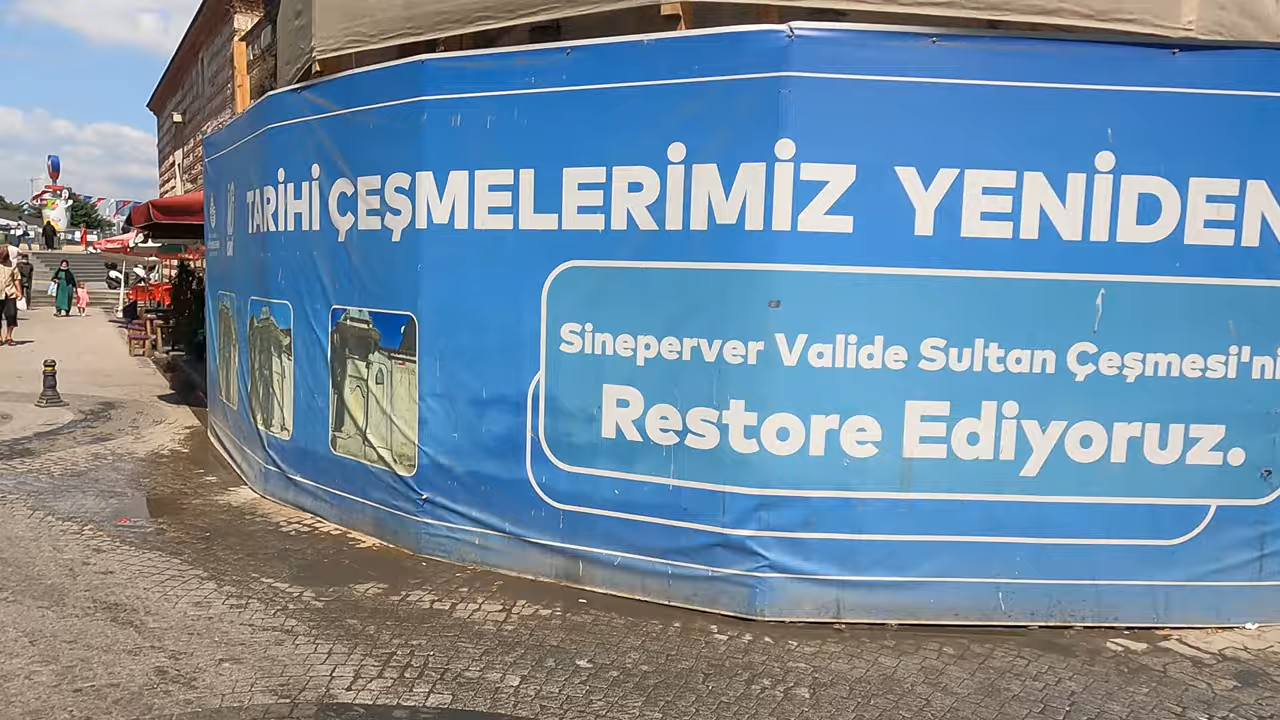 TARİHİ ÇEŞMELERİMİZ YENİDEN
Sineperver Valide Sultan Çeşmesi'ni
Restore Ediyoruz.